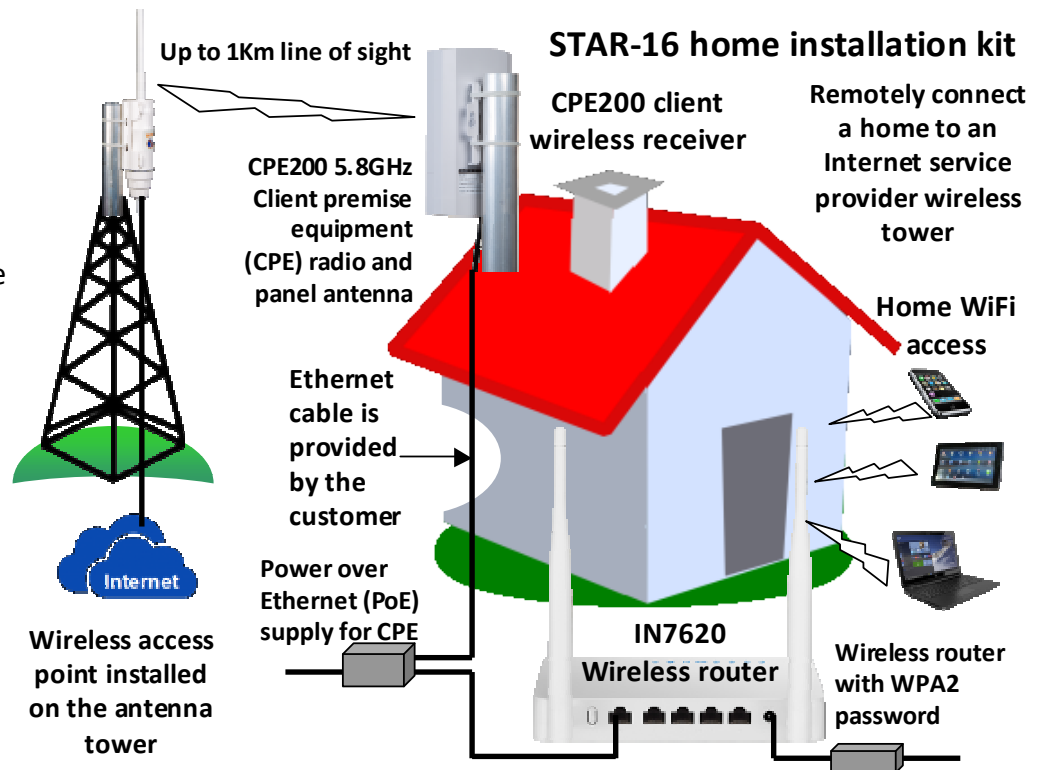 STAR-16 home installation kit
Up to 1Km line of sight
CPE200 client
wireless receiver
Remotely connect
a home to an
Internet service
provider wireless
tower
CPE200 5.8GHz
Client premise
equipment
(CPE) radio and
panel antenna
e
Home WiFi
access
Ethernet
cable is
provided
by the
customer
Internet
Power over
Ethernet (PoE)
supply for CPE
Wireless access
point installed
on the antenna
tower
IN7620
Wireless router
Wireless router
with WPA2
password